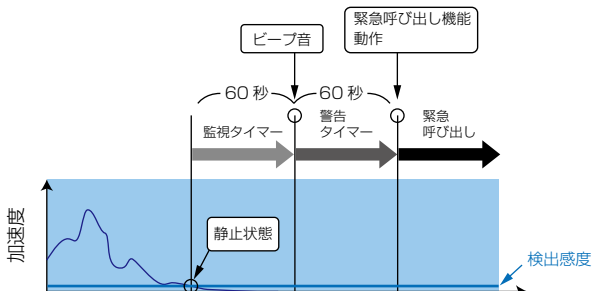 ビープ音
緊急呼び出し機能
動作
60 秒
60 秒
監視タイマー
警告
タイマー
緊急
呼び出し
加速度
静止状態
検出感度